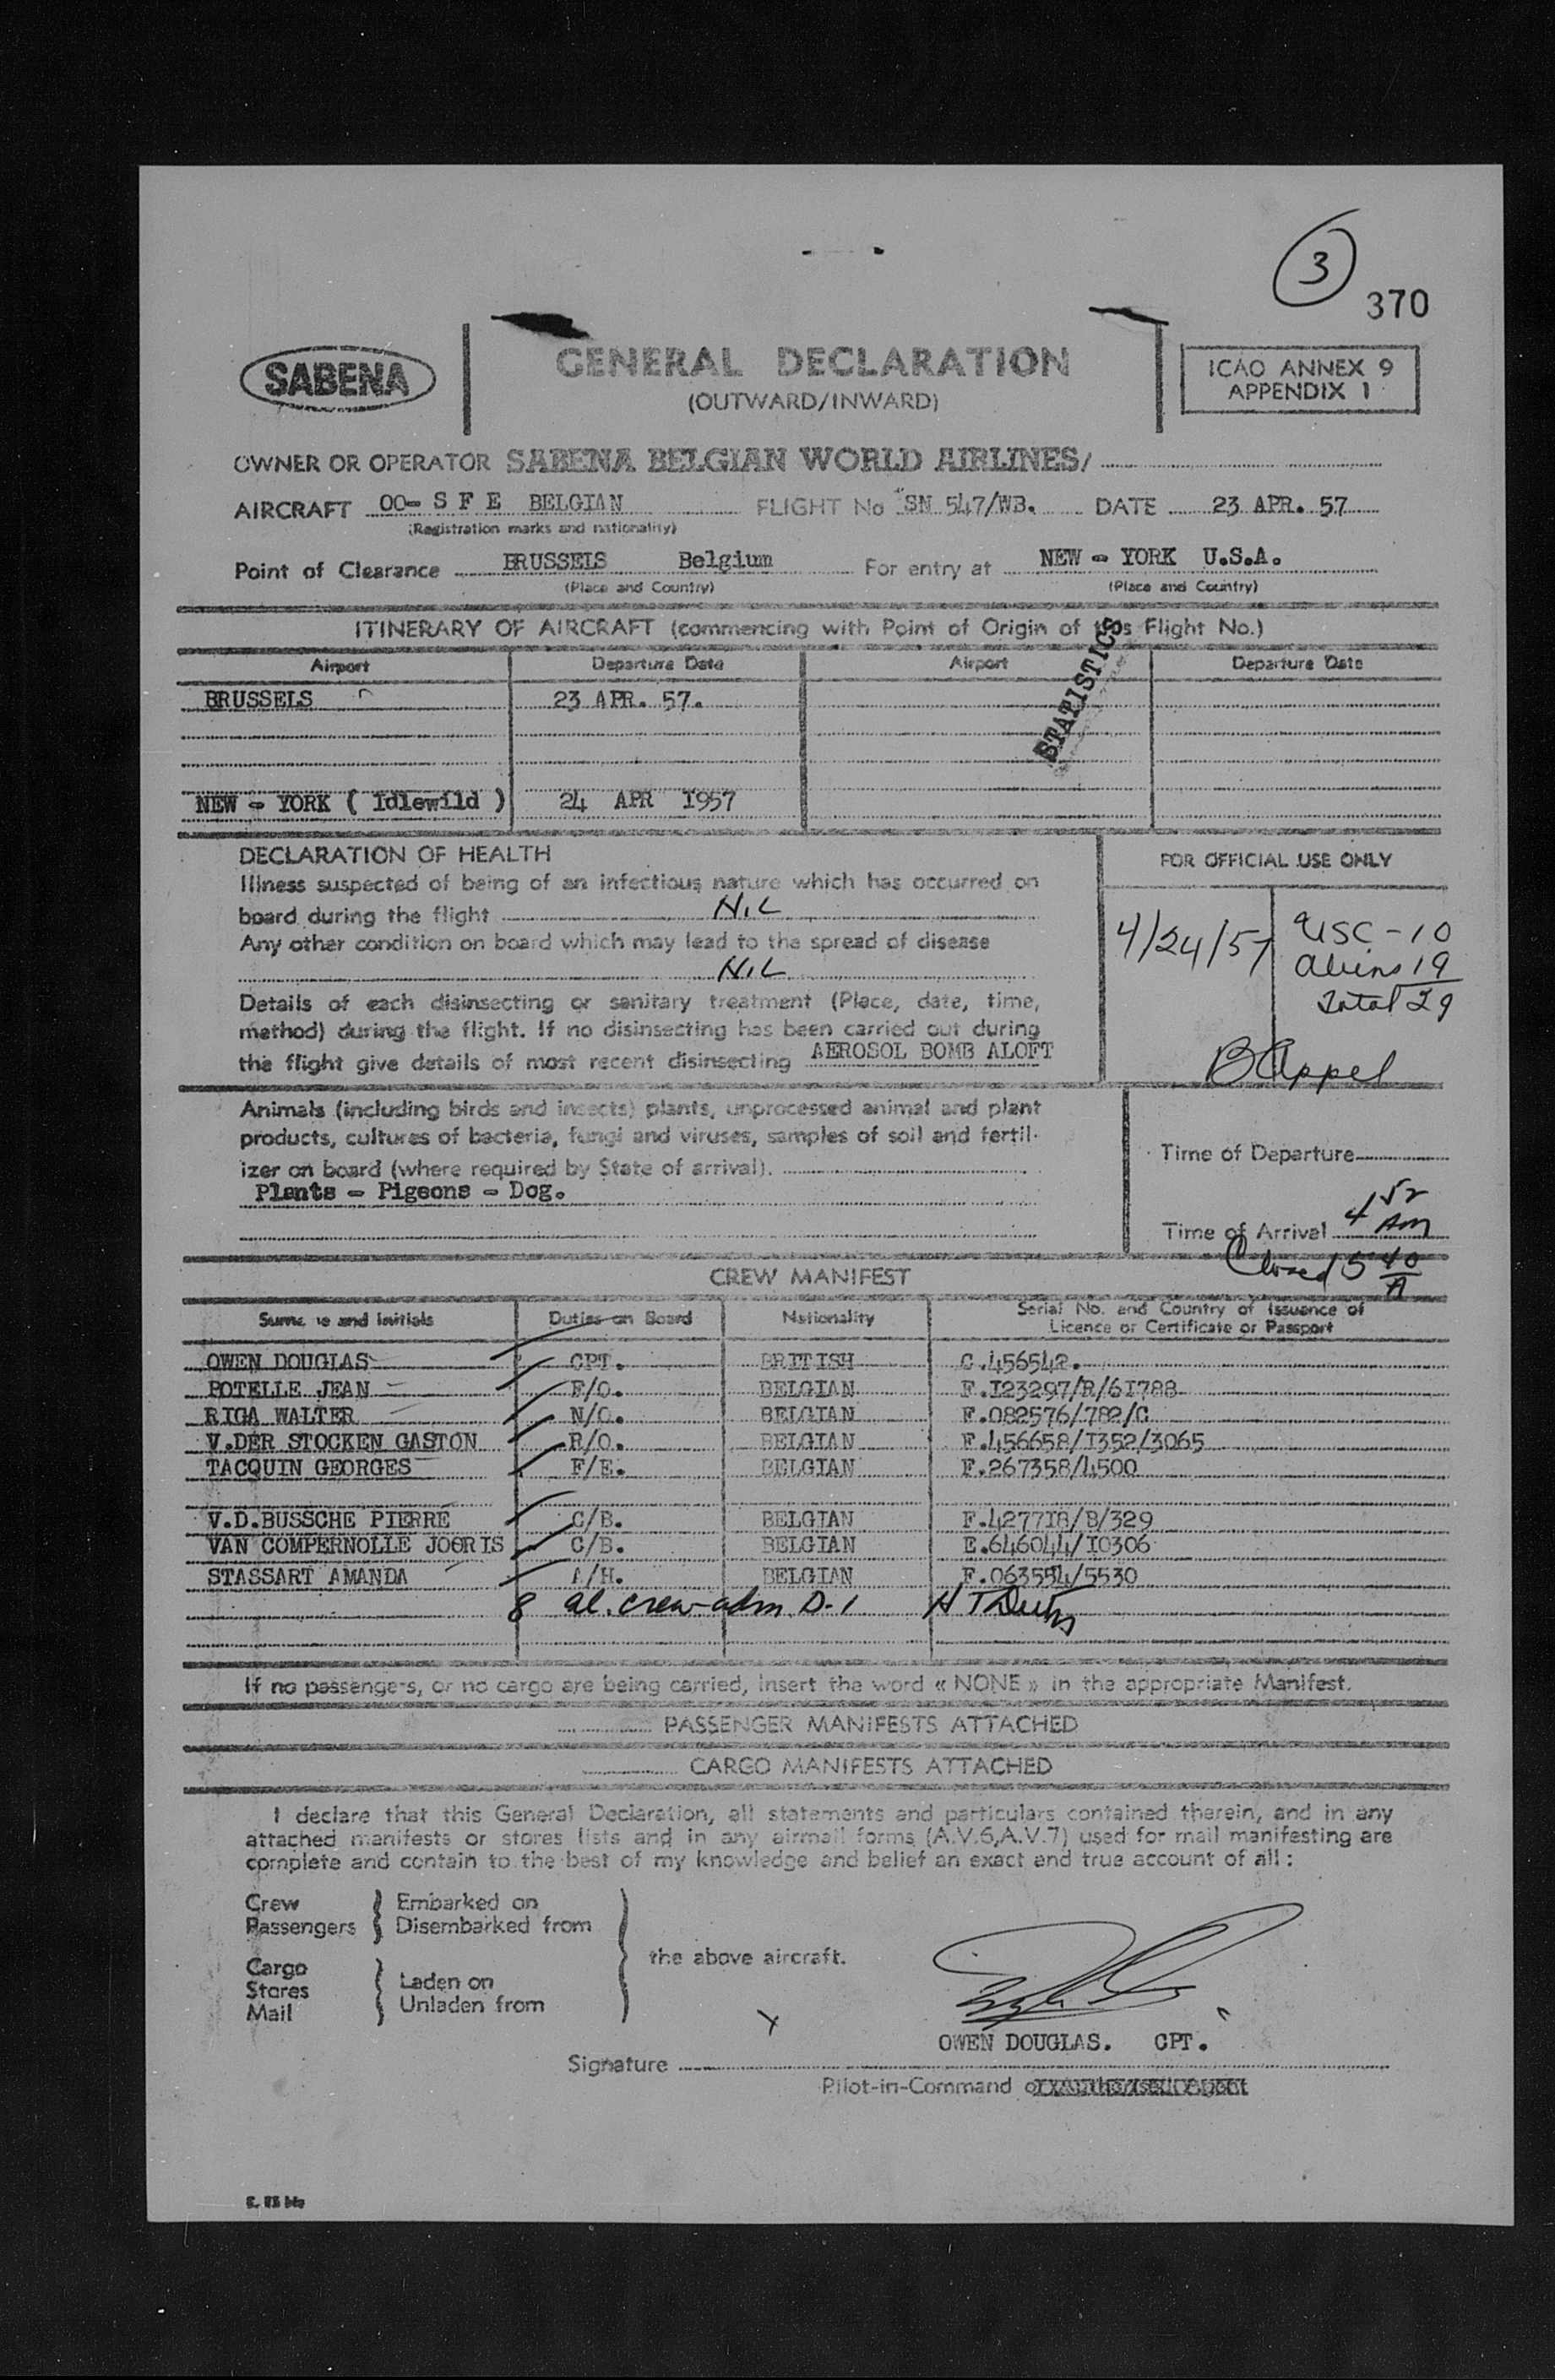 3
370
SABENA
GENERAL DECLARATION
(OUTWARD/INWARD)
ICAO ANNEX 9
APPENDIX 1
OWNER OR OPERATOR SABENA BELGIAN WORLD AIRLINES/
AIRCRAFT OO- S F E BELGIAN FLIGHT No SN 547/WB. DATE 23 APR. 57
(Registration marks and nationality)
Point of Clearance BRUSSELS Belgium For entry at NEW - YORK U.S.A.
(Place and Country) (Place and Country)
ITINERARY OF AIRCRAFT (commencing with Point of Origin of this Flight No.)
STATISTICS
Airport Departure Date Airport Departure Date
BRUSSELS 23 APR. 57.
NEW - YORK ( Idlewild ) 24 APR 1957
DECLARATION OF HEALTH
Illness suspected of being of an infectious nature which has occurred on
board during the flight NIL
Any other condition on board which may lead to the spread of disease
NIL
Details of each disinsecting or sanitary treatment (Place, date, time,
method) during the flight. If no disinsecting has been carried out during
the flight give details of most recent disinsecting AEROSOL BOMB ALOFT
FOR OFFICIAL USE ONLY
4/24/57
USC - 10
aliens 19
Total 29
B Appel
Animals (including birds and insects) plants, unprocessed animal and plant
products, cultures of bacteria, fungi and viruses, samples of soil and fertil-
izer on board (where required by State of arrival).
Plants - Pigeons - Dog.
Time of Departure
Time of Arrival 4 52 AM
Closed 5 40 A
CREW MANIFEST
Surname and Initials Duties on Board Nationality Serial No. and Country of Issuance of
Licence or Certificate or Passport
OWEN DOUGLAS CPT. BRITISH C.456542.
POTELLE JEAN F/O. BELGIAN F.I23297/R/6I788
RIGA WALTER N/O. BELGIAN F.082576/782/C
V.DER STOCKEN GASTON R/O. BELGIAN F.456658/I352/3065
TACQUIN GEORGES F/E. BELGIAN F.267358/4500
V.D.BUSSCHE PIERRE C/B. BELGIAN F.4277I8/B/329
VAN COMPERNOLLE JOORIS C/B. BELGIAN E.646044/I0306
STASSART AMANDA A/H. BELGIAN F.063554/5530
8 al. crew adm D-1
If no passengers, or no cargo are being carried, insert the word « NONE » in the appropriate Manifest.
PASSENGER MANIFESTS ATTACHED
CARGO MANIFESTS ATTACHED
I declare that this General Declaration, all statements and particulars contained therein, and in any
attached manifests or stores lists and in any airmail forms (A.V.6,A.V.7) used for mail manifesting are
complete and contain to the best of my knowledge and belief an exact and true account of all :
Crew
Passengers
Embarked on
Disembarked from
Cargo
Stores
Mail
Laden on
Unladen from
the above aircraft.
OWEN DOUGLAS. CPT.
Signature
Pilot-in-Command